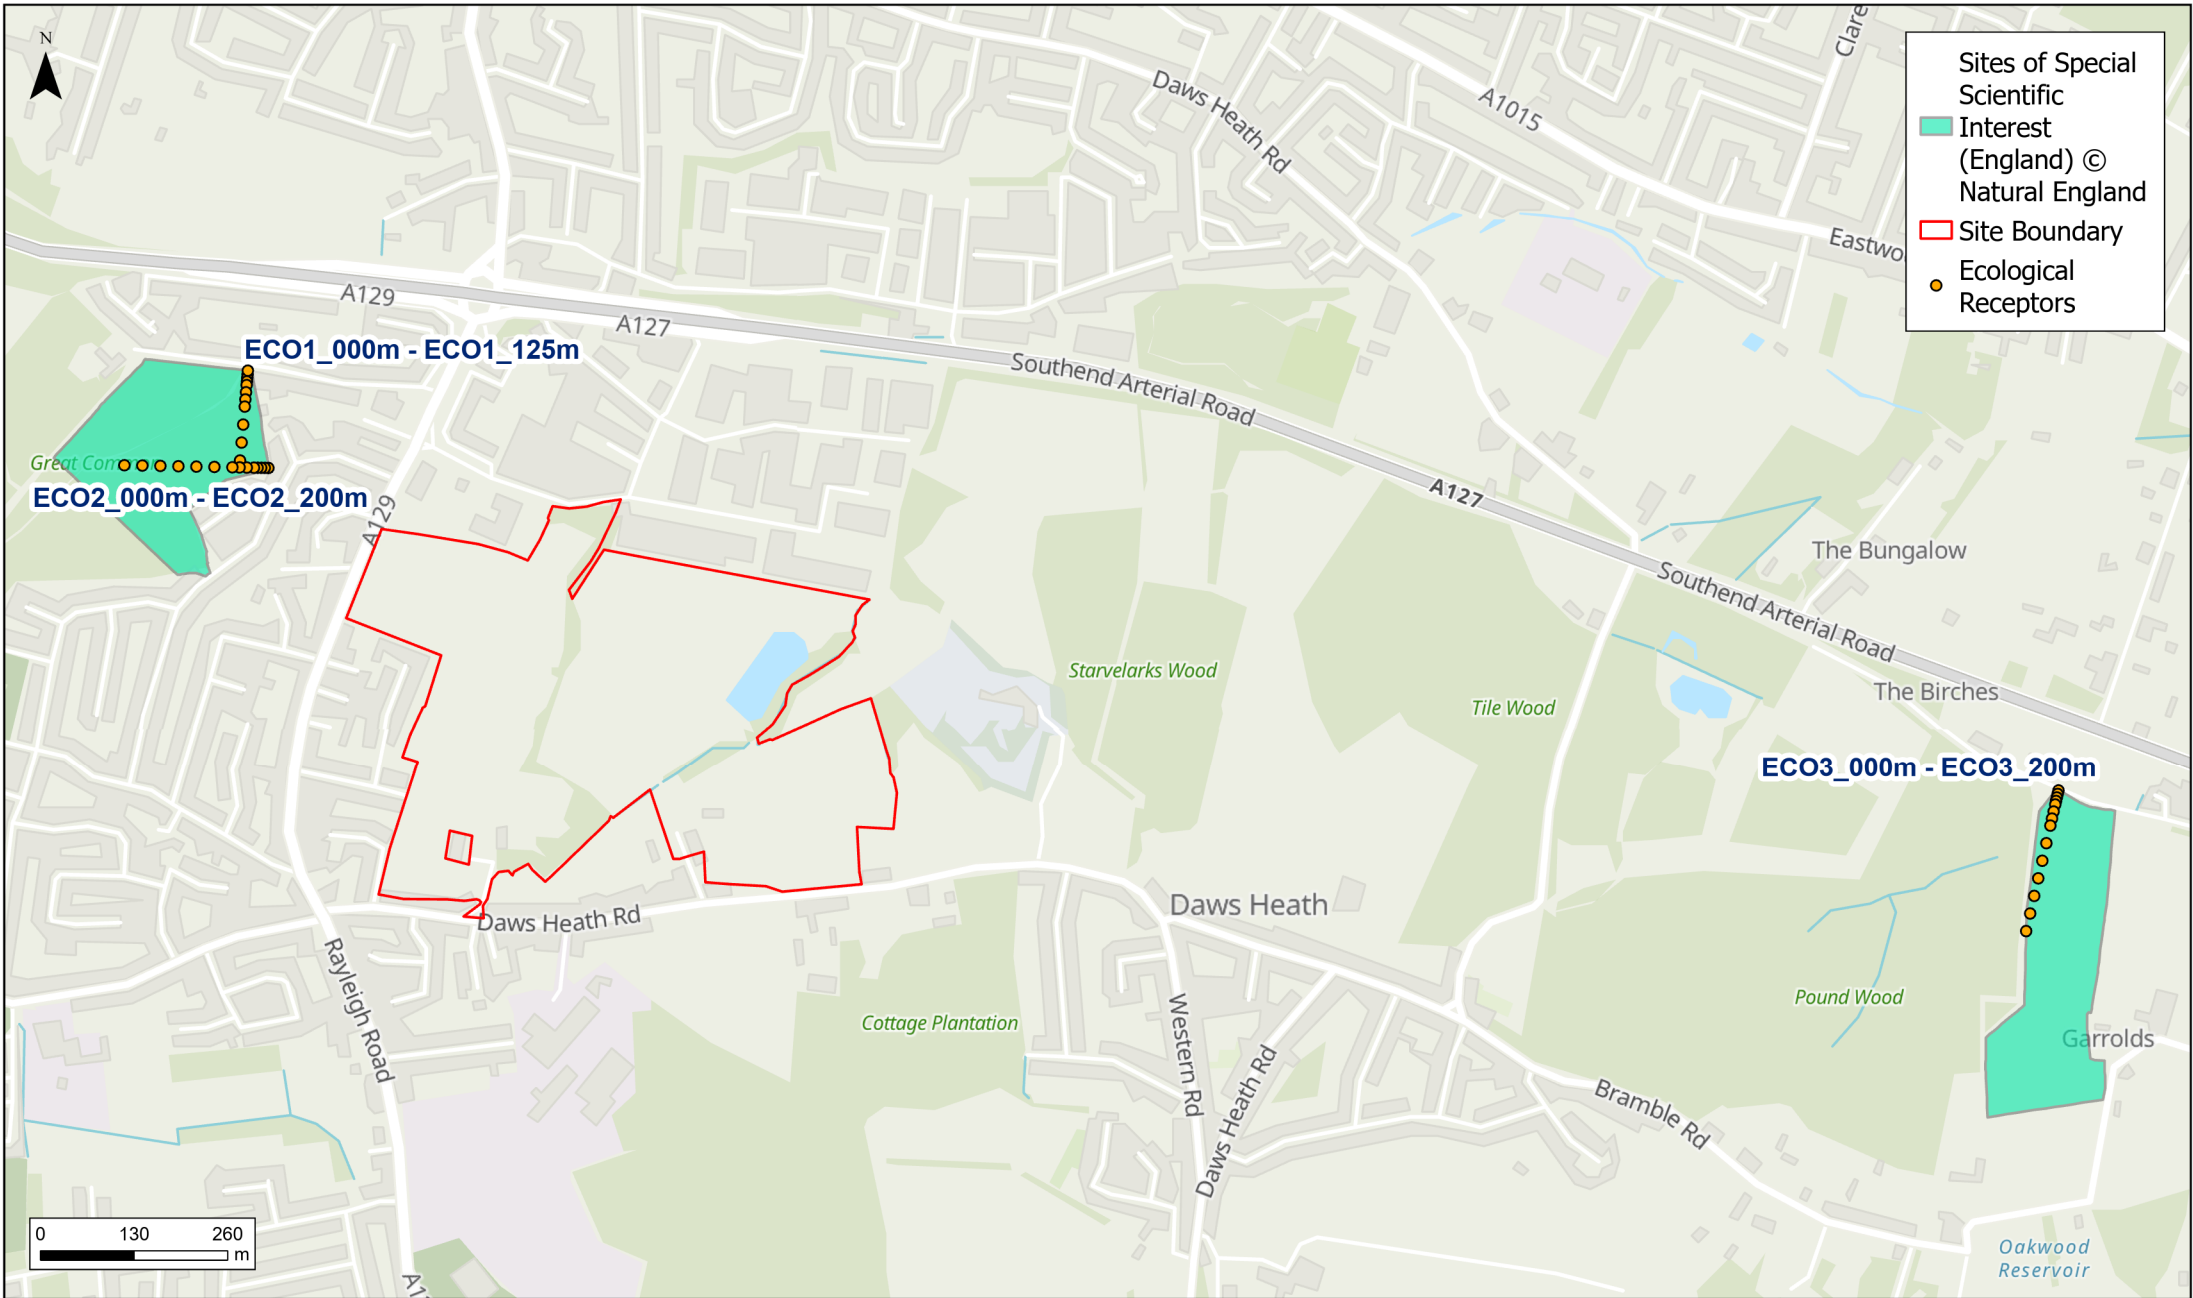 N
Clare
Daws Heath Rd
A1015
Sites of Special
Scientific
Interest
(England) ©
Natural England
Site Boundary
Ecological
Receptors
Eastwo
A129
A127
ECO1_000m - ECO1_125m
Southend Arterial Road
Great Com
ECO2_000m - ECO2_200m
A129
A127
The Bungalow
Southend Arterial Road
Starvelarks Wood
The Birches
Tile Wood
ECO3_000m - ECO3_200m
Daws Heath
Daws Heath Rd
Rayleigh Road
Pound Wood
Cottage Plantation
Western Rd
Garrolds
Daws Heath Rd
Bramble Rd
0 130 260
m
Oakwood
Reservoir